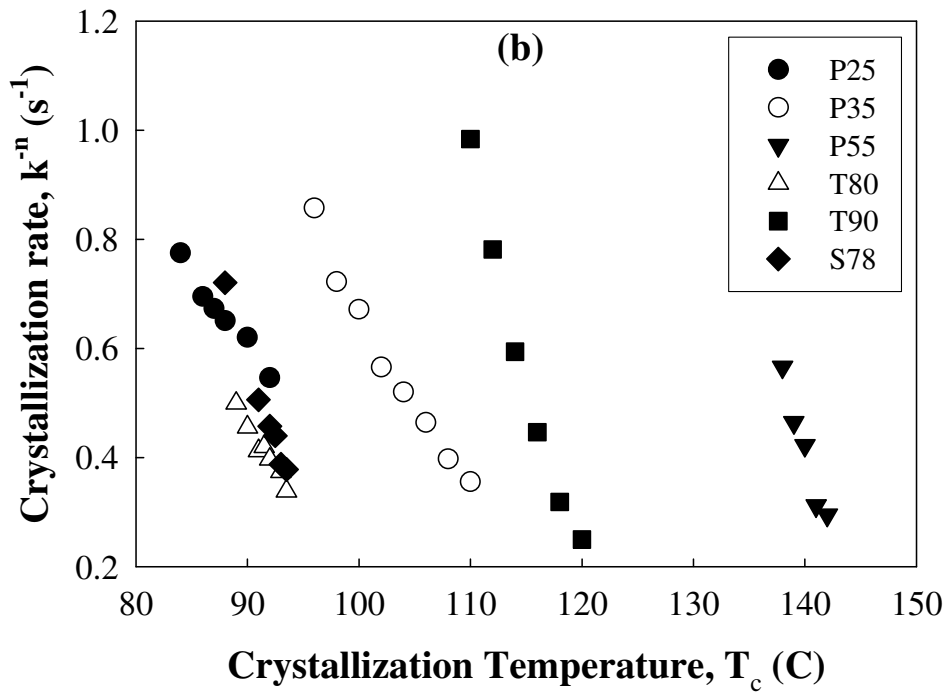 (b)
1.2
1.0
0.8
0.6
0.4
0.2
Crystallization rate, k⁻ⁿ (s⁻¹)
P25
P35
P55
T80
T90
S78
80 90 100 110 120 130 140 150
Crystallization Temperature, T_c (C)